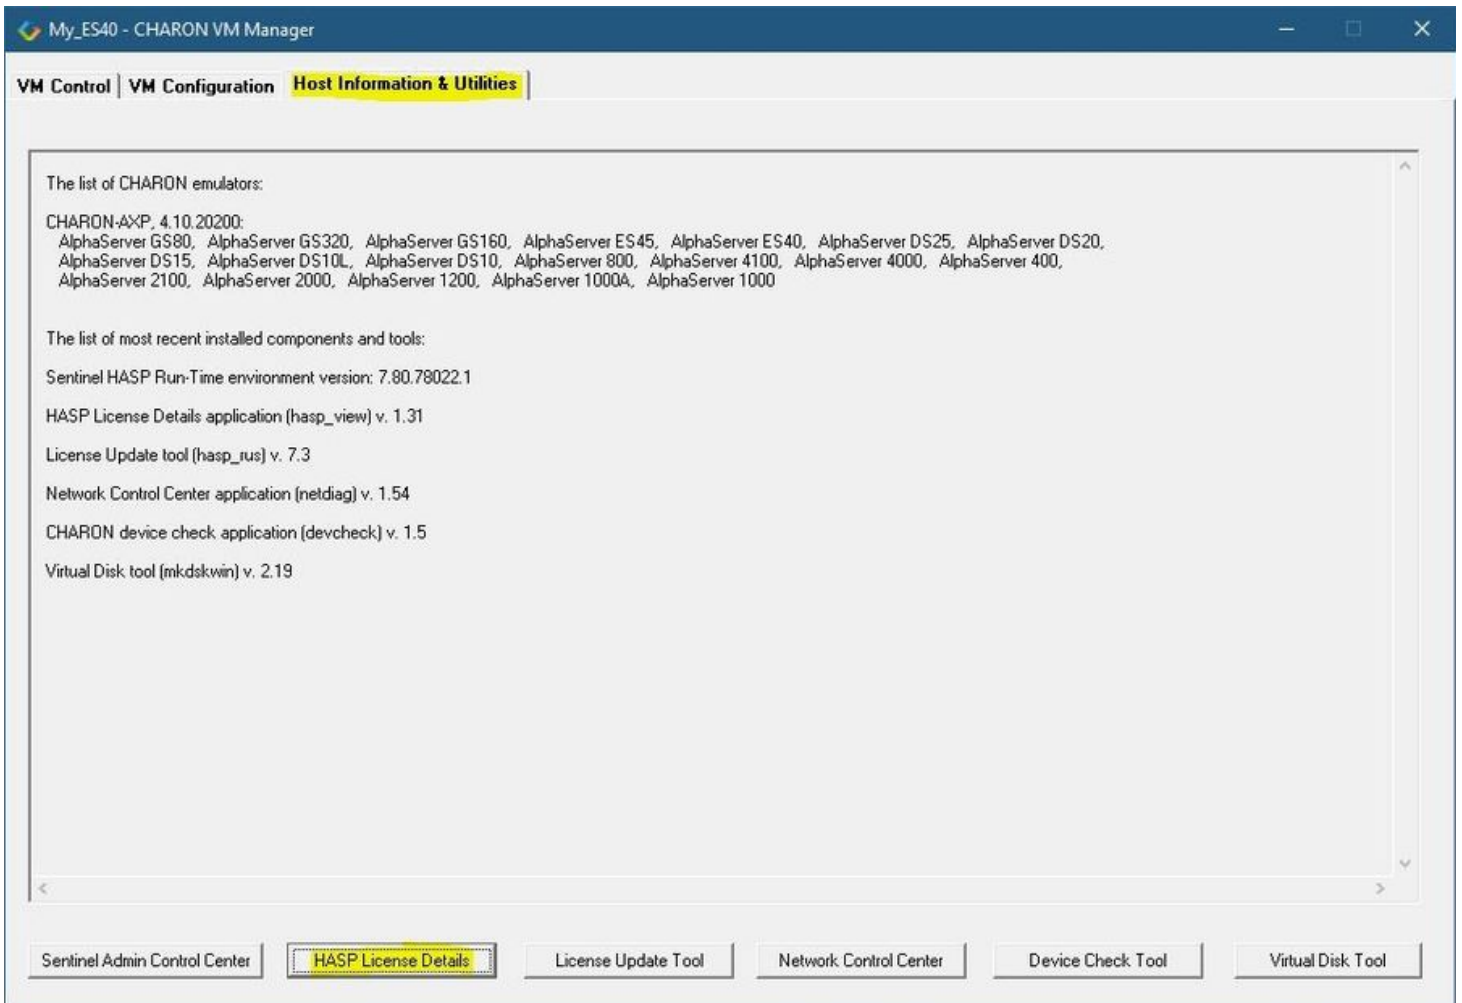 My_ES40 - CHARON VM Manager
VM Control VM Configuration Host Information & Utilities
The list of CHARON emulators:
CHARON-AXP, 4.10.20200:
AlphaServer GS80, AlphaServer GS320, AlphaServer GS160, AlphaServer ES45, AlphaServer ES40, AlphaServer DS25, AlphaServer DS20,
AlphaServer DS15, AlphaServer DS10L, AlphaServer DS10, AlphaServer 800, AlphaServer 4100, AlphaServer 4000, AlphaServer 400,
AlphaServer 2100, AlphaServer 2000, AlphaServer 1200, AlphaServer 1000A, AlphaServer 1000
The list of most recent installed components and tools:
Sentinel HASP Run-Time environment version: 7.80.78022.1
HASP License Details application (hasp_view) v. 1.31
License Update tool (hasp_rus) v. 7.3
Network Control Center application (netdiag) v. 1.54
CHARON device check application (devcheck) v. 1.5
Virtual Disk tool (mkdskwin) v. 2.19
Sentinel Admin Control Center HASP License Details License Update Tool Network Control Center Device Check Tool Virtual Disk Tool